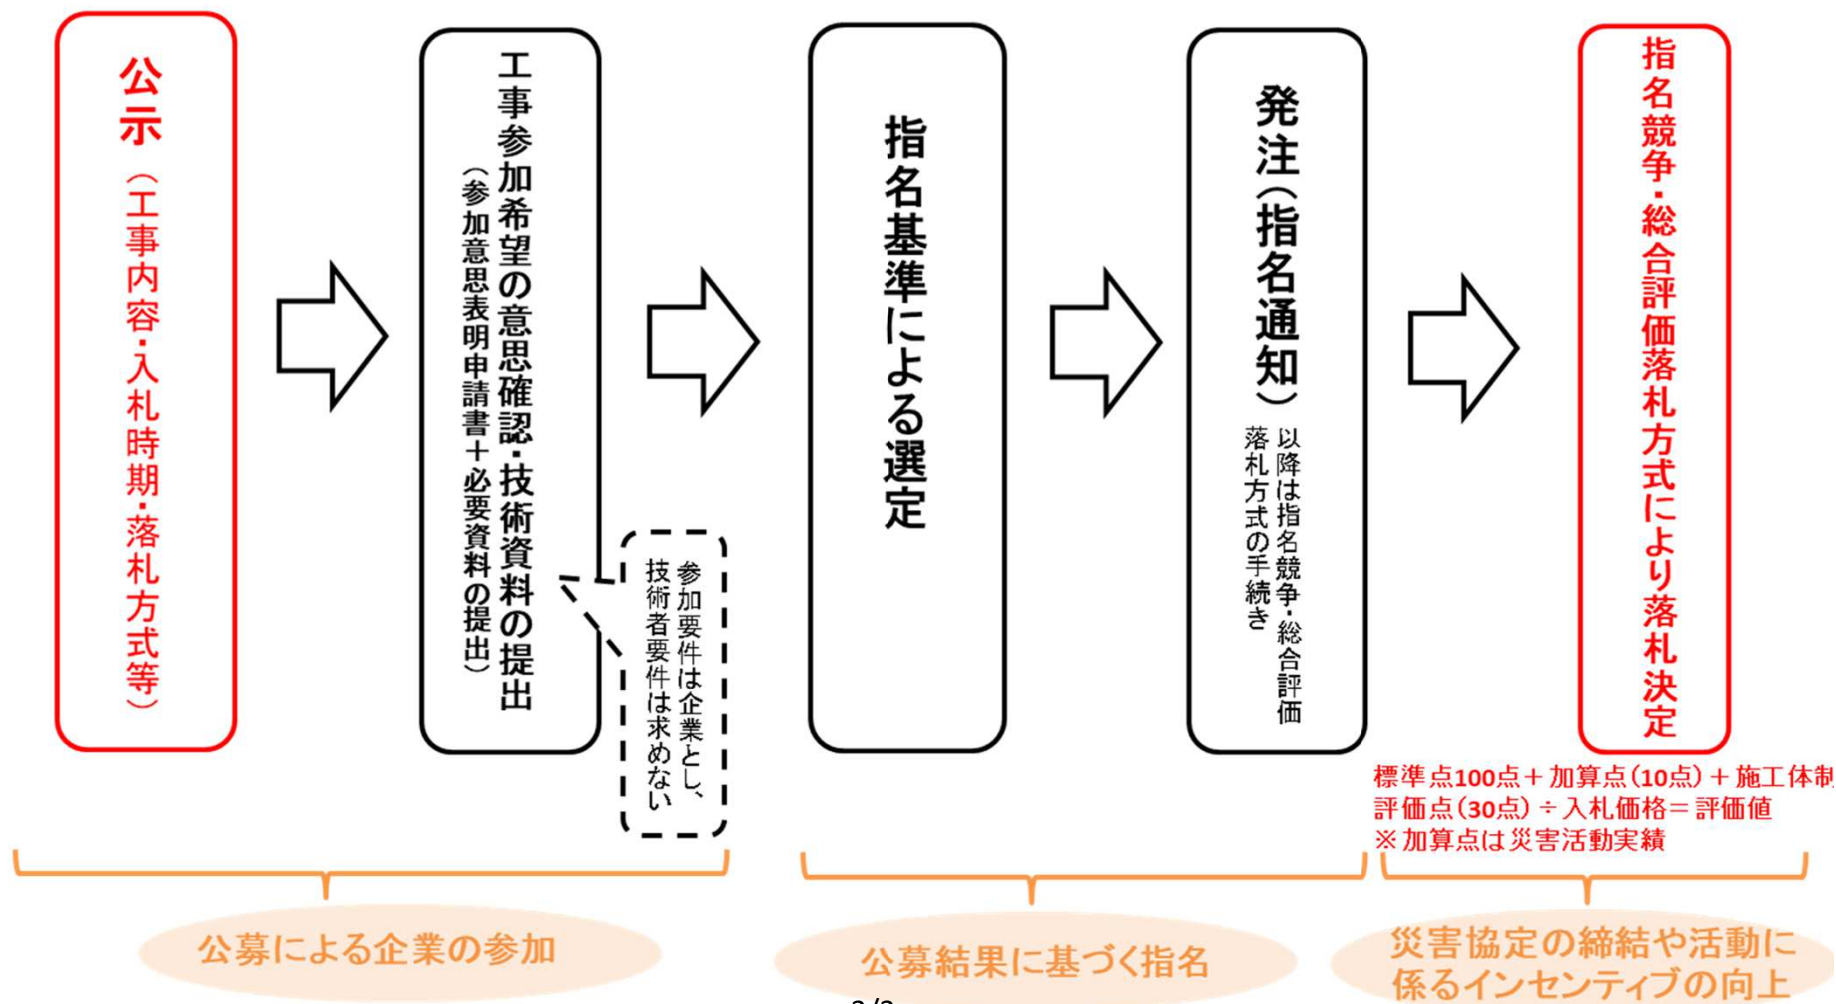 公示（工事内容・入札時期・落札方式等）
工事参加希望の意思確認・技術資料の提出
（参加意思表明申請書＋必要資料の提出）
参加要件は企業とし、
技術者要件は求めない
指名基準による選定
発注（指名通知）
以降は指名競争・総合評価
落札方式の手続き
指名競争・総合評価落札方式により落札決定
標準点100点＋加算点（10点）＋施工体制
評価点（30点）÷入札価格＝評価値
※加算点は災害活動実績
公募による企業の参加
公募結果に基づく指名
災害協定の締結や活動に
係るインセンティブの向上